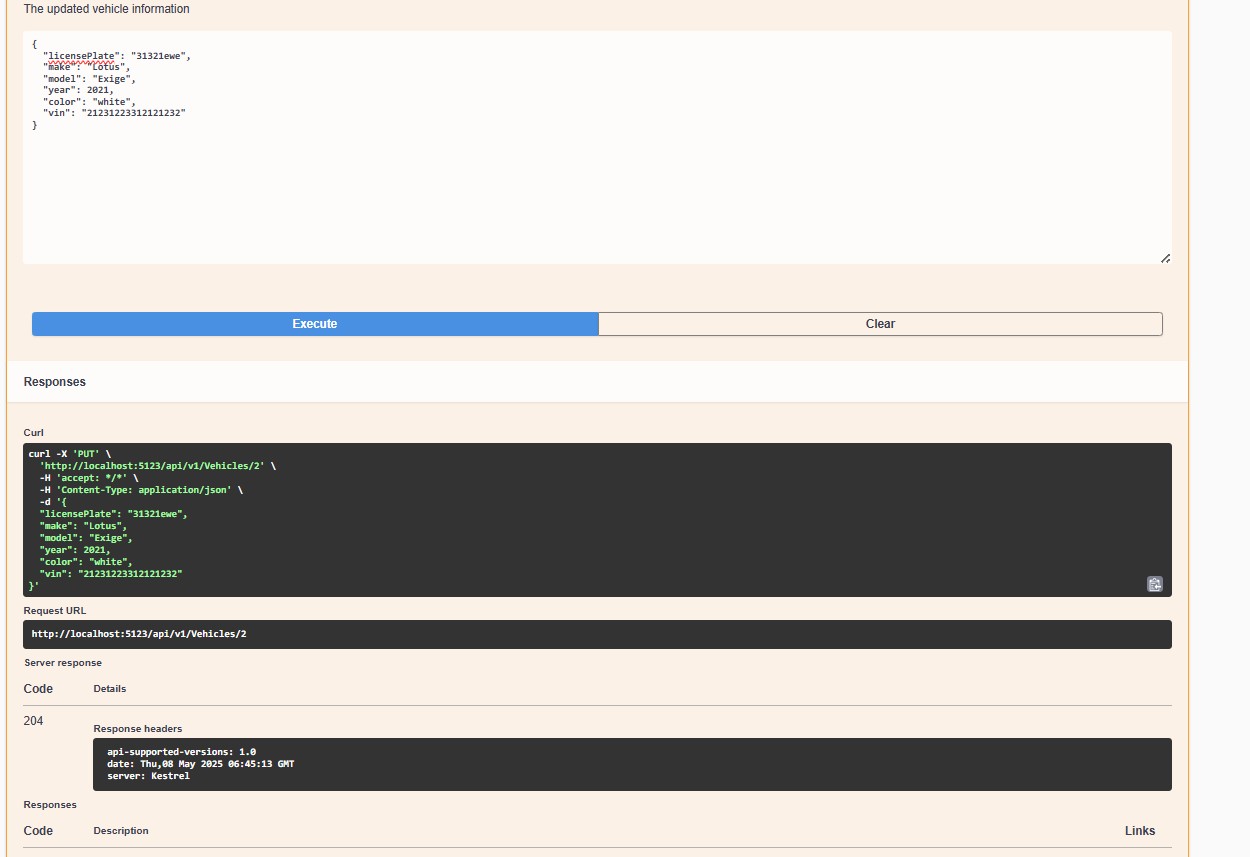 The updated vehicle information
{
  "licensePlate": "31321ewe",
  "make": "Lotus",
  "model": "Exige",
  "year": 2021,
  "color": "white",
  "vin": "21231223312121232"
}
Execute
Clear
Responses
Curl
curl -X 'PUT' \
  'http://localhost:5123/api/v1/Vehicles/2' \
  -H 'accept: */*' \
  -H 'Content-Type: application/json' \
  -d '{
  "licensePlate": "31321ewe",
  "make": "Lotus",
  "model": "Exige",
  "year": 2021,
  "color": "white",
  "vin": "21231223312121232"
}'
Request URL
http://localhost:5123/api/v1/Vehicles/2
Server response
Code Details
204
Response headers
api-supported-versions: 1.0
date: Thu,08 May 2025 06:45:13 GMT
server: Kestrel
Responses
Code Description Links